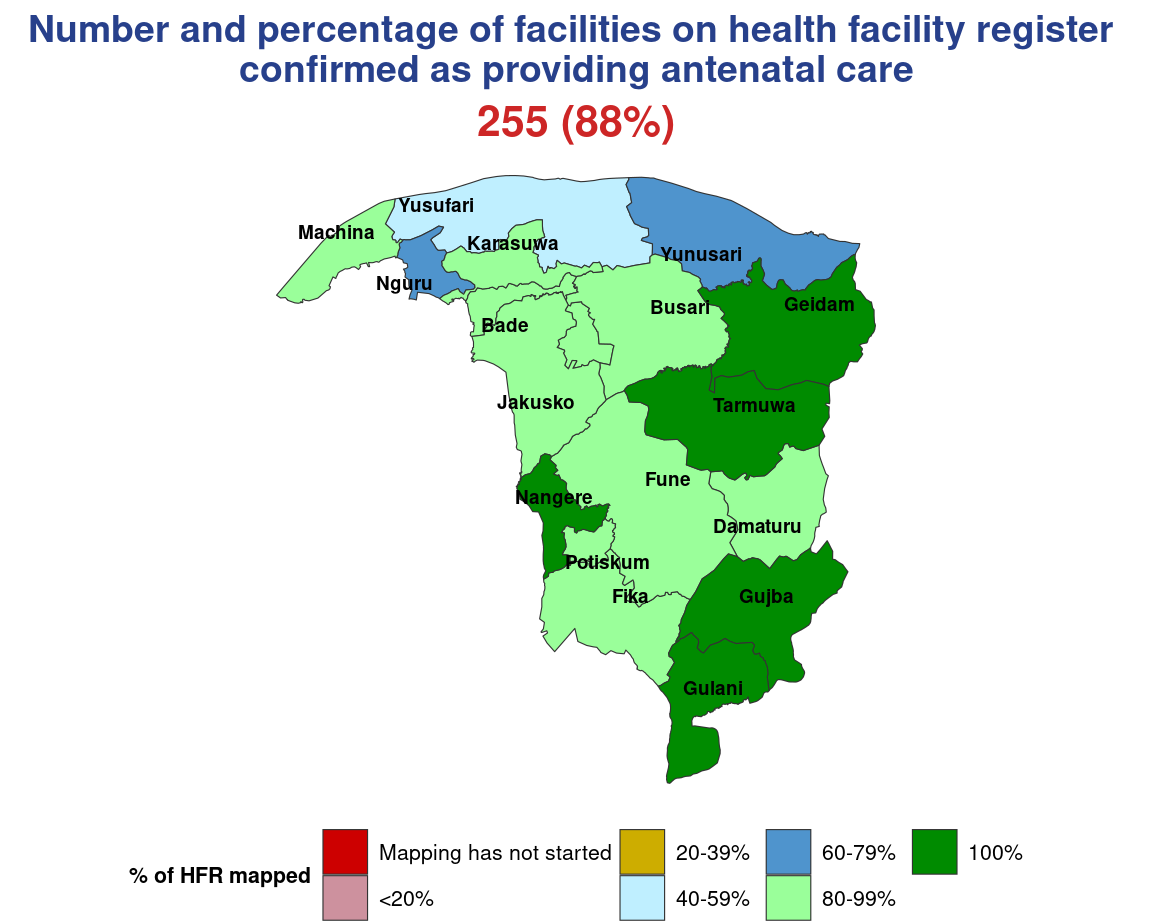 Number and percentage of facilities on health facility register
confirmed as providing antenatal care
255 (88%)
Yusufari
Machina
Karasuwa
Yunusari
Nguru
Geidam
Busari
Bade
Jakusko
Tarmuwa
Fune
Nangere
Damaturu
Potiskum
Fika
Gujba
Gulani
% of HFR mapped
Mapping has not started
<20%
20-39%
40-59%
60-79%
80-99%
100%